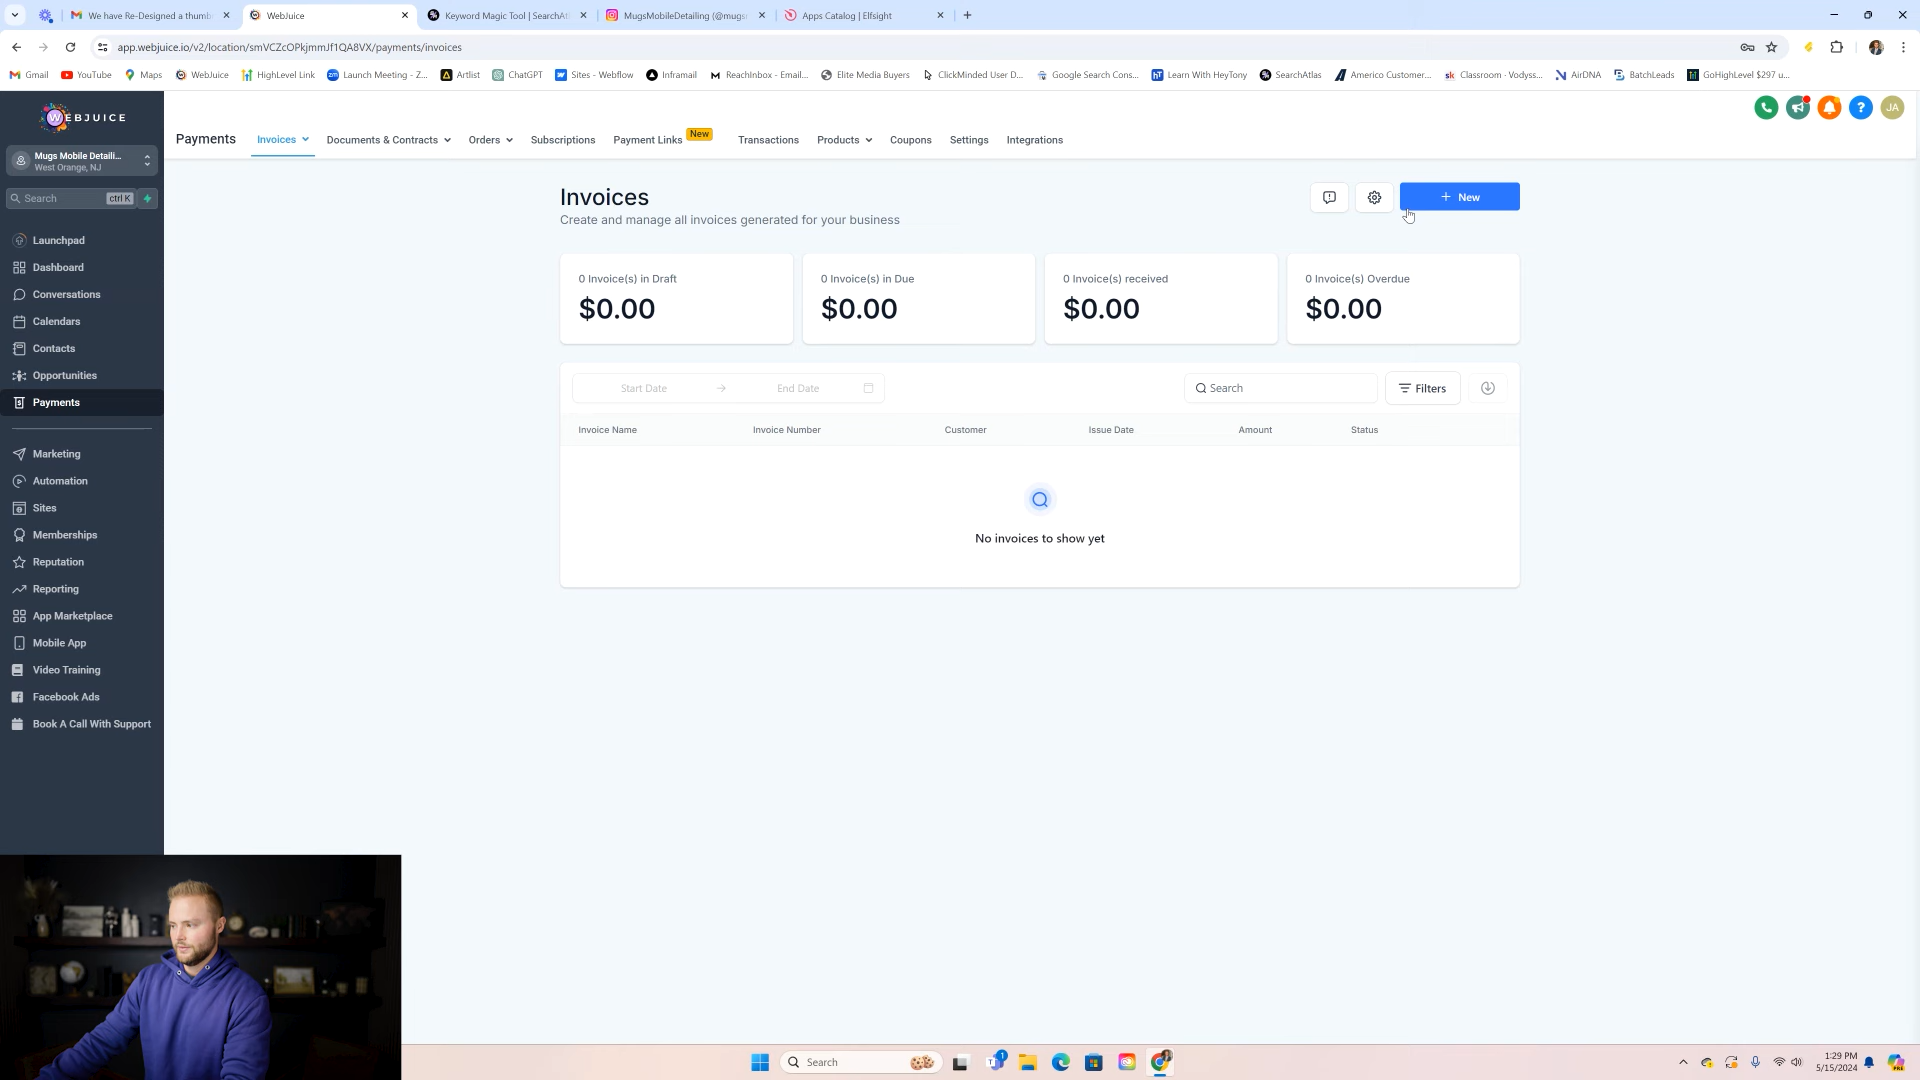 We have Re-Designed a thumb
WebJuice
Keyword Magic Tool | SearchAtl
MugsMobileDetailing (@mugsr
Apps Catalog | Elfsight
app.webjuice.io/v2/location/smVCZcOPkjmmJf1QA8VX/payments/invoices
Gmail
YouTube
Maps
WebJuice
HighLevel Link
Launch Meeting - Z...
Artlist
ChatGPT
Sites - Webflow
Inframail
ReachInbox - Email...
Elite Media Buyers
ClickMinded User D...
Google Search Cons...
Learn With HeyTony
SearchAtlas
Americo Customer...
Classroom - Vodyss...
AirDNA
BatchLeads
GoHighLevel $297 u...
WEBJUICE
JA
Payments
Invoices
Documents & Contracts
Orders
Subscriptions
Payment Links
New
Transactions
Products
Coupons
Settings
Integrations
Mugs Mobile Detaili...
West Orange, NJ
Search
ctrl K
Launchpad
Dashboard
Conversations
Calendars
Contacts
Opportunities
Payments
Marketing
Automation
Sites
Memberships
Reputation
Reporting
App Marketplace
Mobile App
Video Training
Facebook Ads
Book A Call With Support
Invoices
Create and manage all invoices generated for your business
+ New
0 Invoice(s) in Draft
$0.00
0 Invoice(s) in Due
$0.00
0 Invoice(s) received
$0.00
0 Invoice(s) Overdue
$0.00
Start Date
End Date
Search
Filters
Invoice Name
Invoice Number
Customer
Issue Date
Amount
Status
No invoices to show yet
Search
1
1:29 PM
5/15/2024